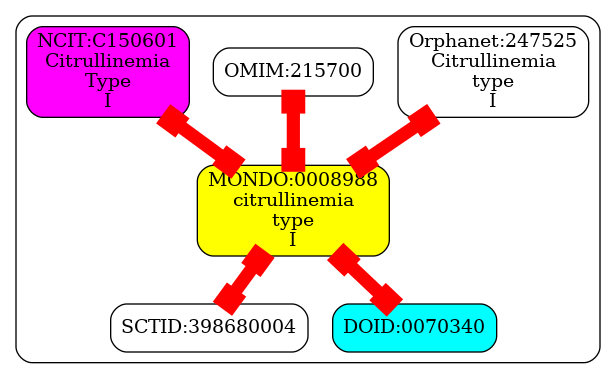 NCIT:C150601
Citrullinemia
Type
I
OMIM:215700
Orphanet:247525
Citrullinemia
type
I
MONDO:0008988
citrullinemia
type
I
SCTID:398680004
DOID:0070340